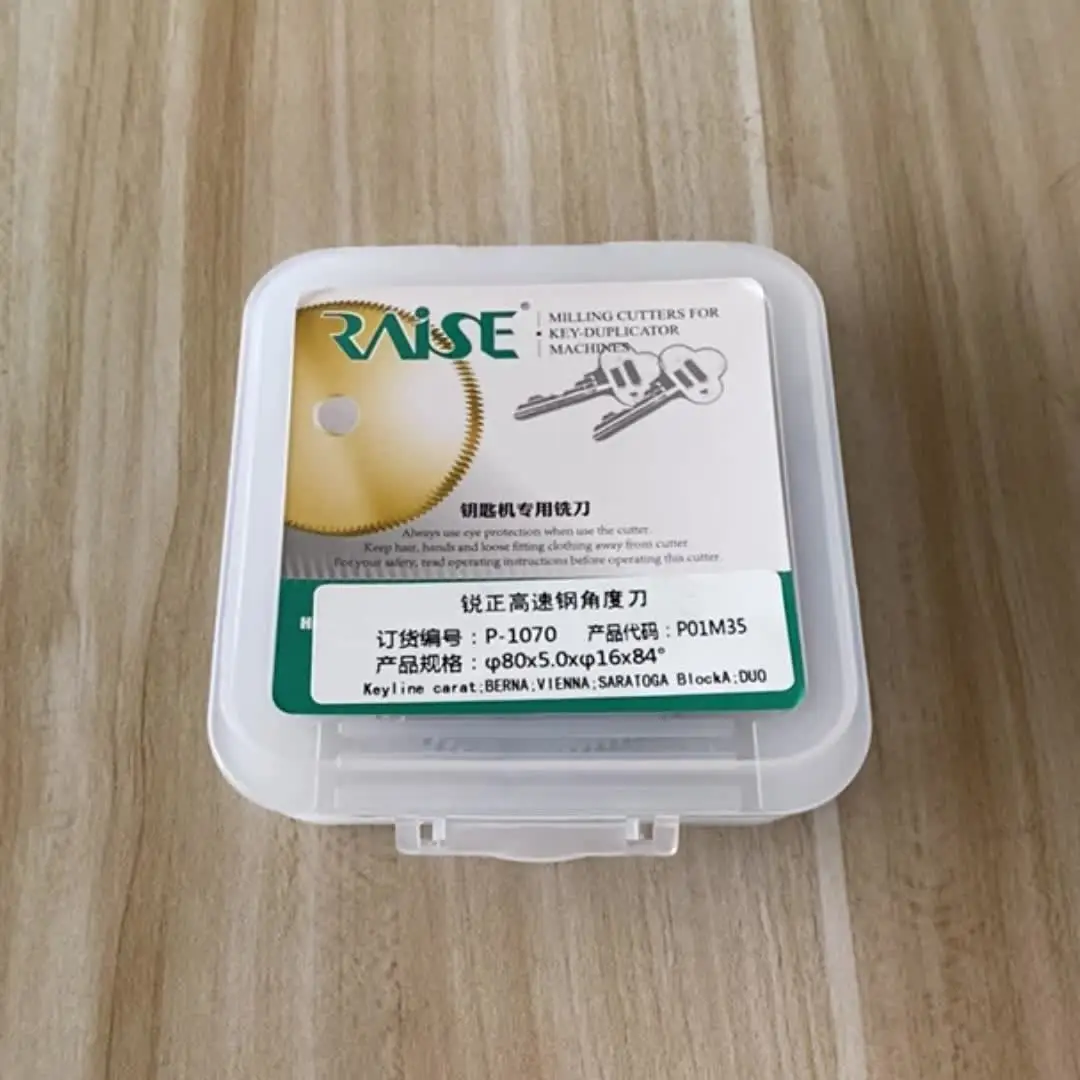 RAiSE®
MILLING CUTTERS FOR
KEY-DUPLICATOR
MACHINES
钥匙机专用铣刀
Always use eye protection when use the cutter.
Keep hair, hands and loose fitting clothing away from cutter
For your safety, read operating instructions before operating this cutter.
锐正高速钢角度刀
订货编号：P-1070 产品代码：P01M35
产品规格：φ80x5.0xφ16x84°
Keyline carat;BERNA;VIENNA;SARATOGA BlockA;DUO